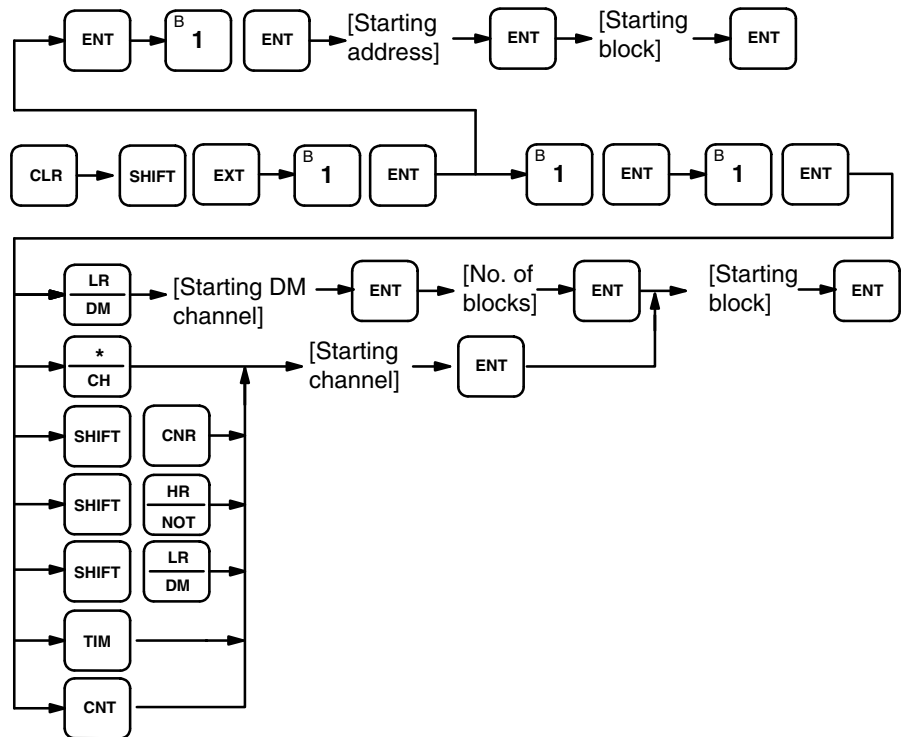 ENT B 1 ENT [Starting address] ENT [Starting block] ENT
CLR SHIFT EXT B 1 ENT B 1 ENT B 1 ENT
LR DM [Starting DM channel] ENT [No. of blocks] ENT [Starting block] ENT
* CH [Starting channel] ENT
SHIFT CNR
SHIFT HR NOT
SHIFT LR DM
TIM
CNT